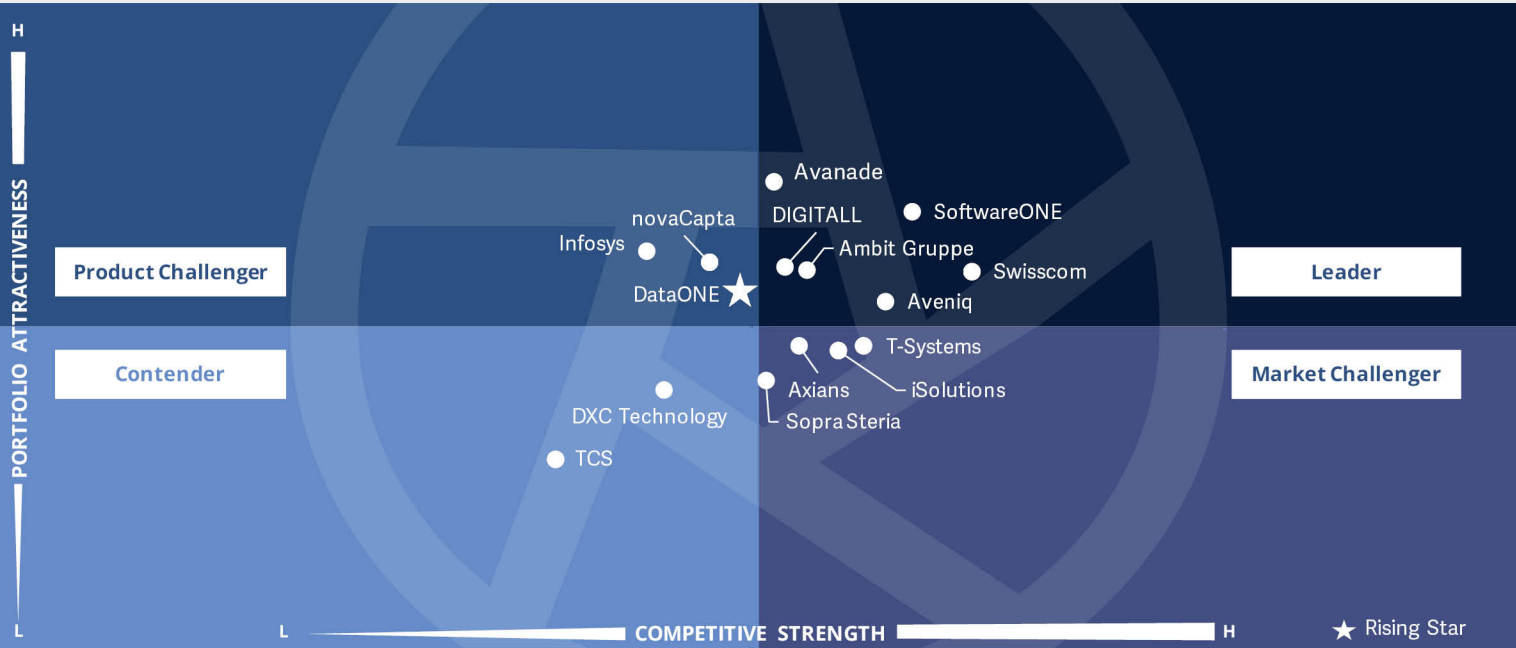 H
PORTFOLIO ATTRACTIVENESS
L
Product Challenger
Contender
Leader
Market Challenger
Avanade
DIGITALL
SoftwareONE
novaCapta
Infosys
Ambit Gruppe
Swisscom
DataONE
Aveniq
T-Systems
Axians
iSolutions
DXC Technology
Sopra Steria
TCS
L
COMPETITIVE STRENGTH
H
Rising Star